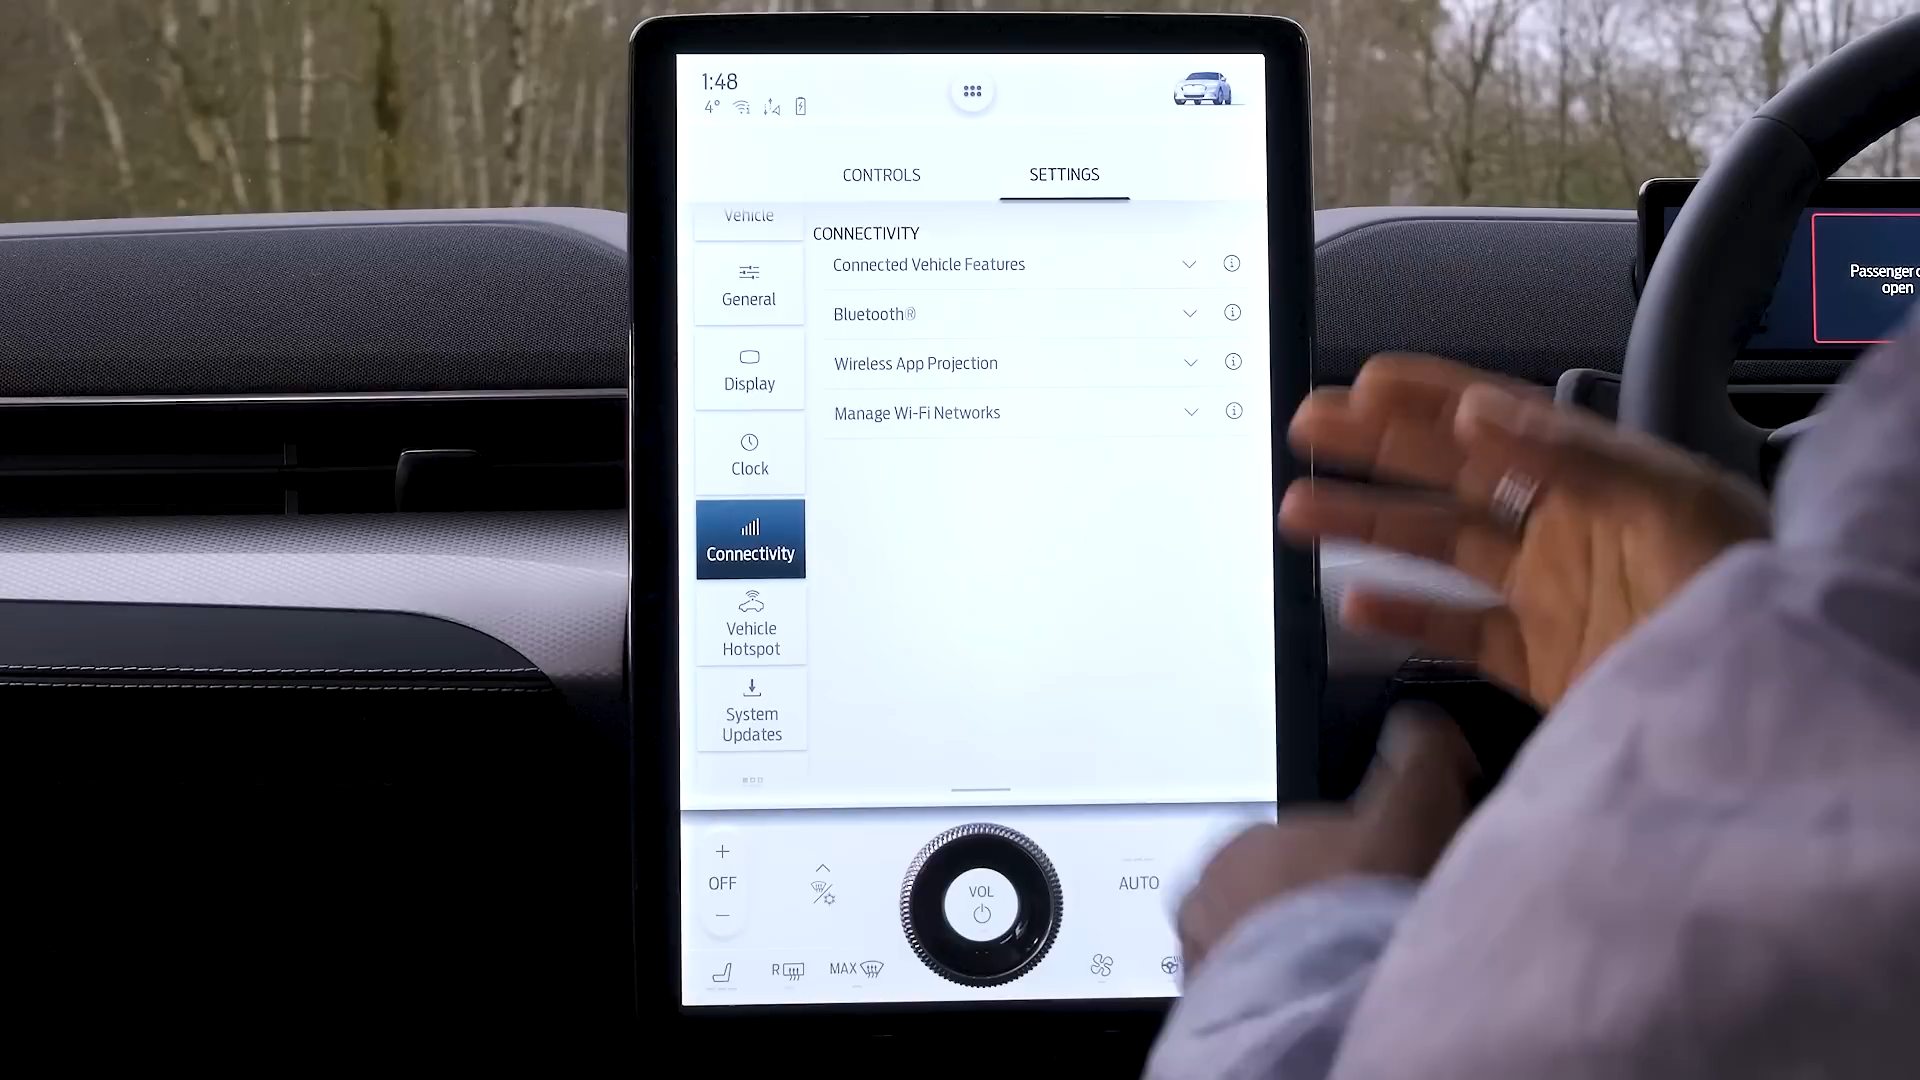 1:48
4°
CONTROLS
SETTINGS
Vehicle
CONNECTIVITY
Connected Vehicle Features
General
Bluetooth®
Wireless App Projection
Display
Manage Wi-Fi Networks
Clock
Connectivity
Vehicle
Hotspot
System
Updates
Passenger
open
+
OFF
−
VOL
AUTO
R
MAX